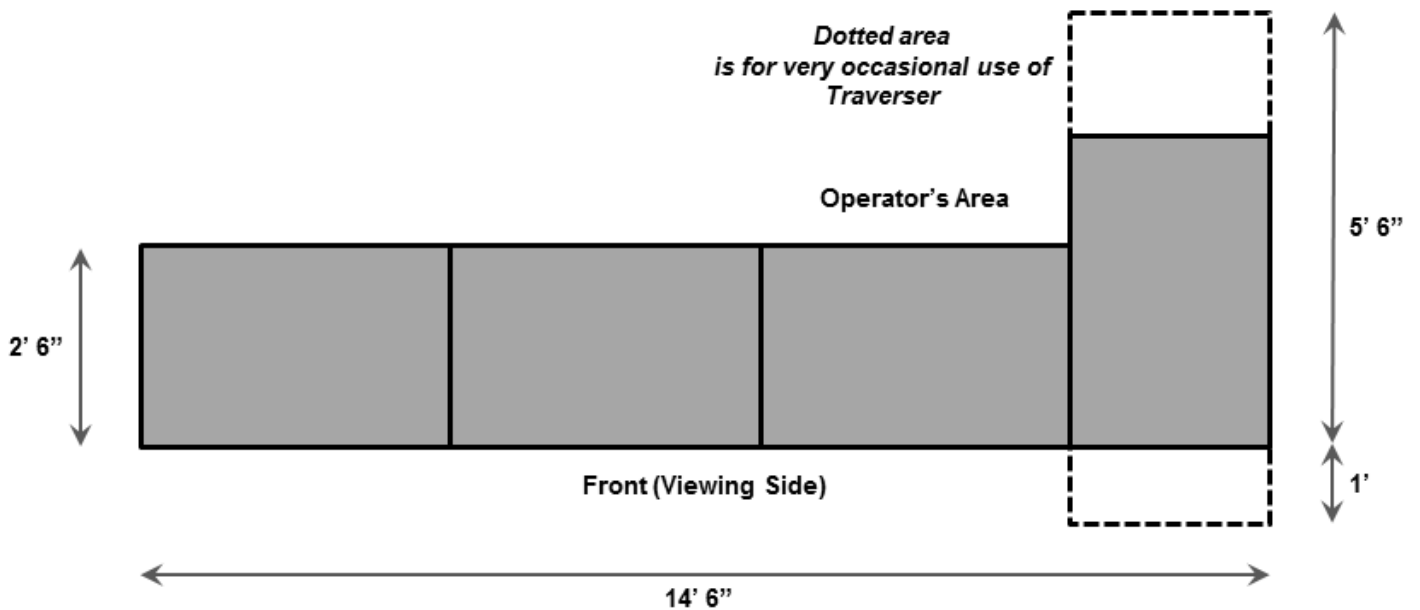 Dotted area
is for very occasional use of
Traverser
Operator’s Area
5’ 6”
2’ 6”
Front (Viewing Side)
1’
14’ 6”